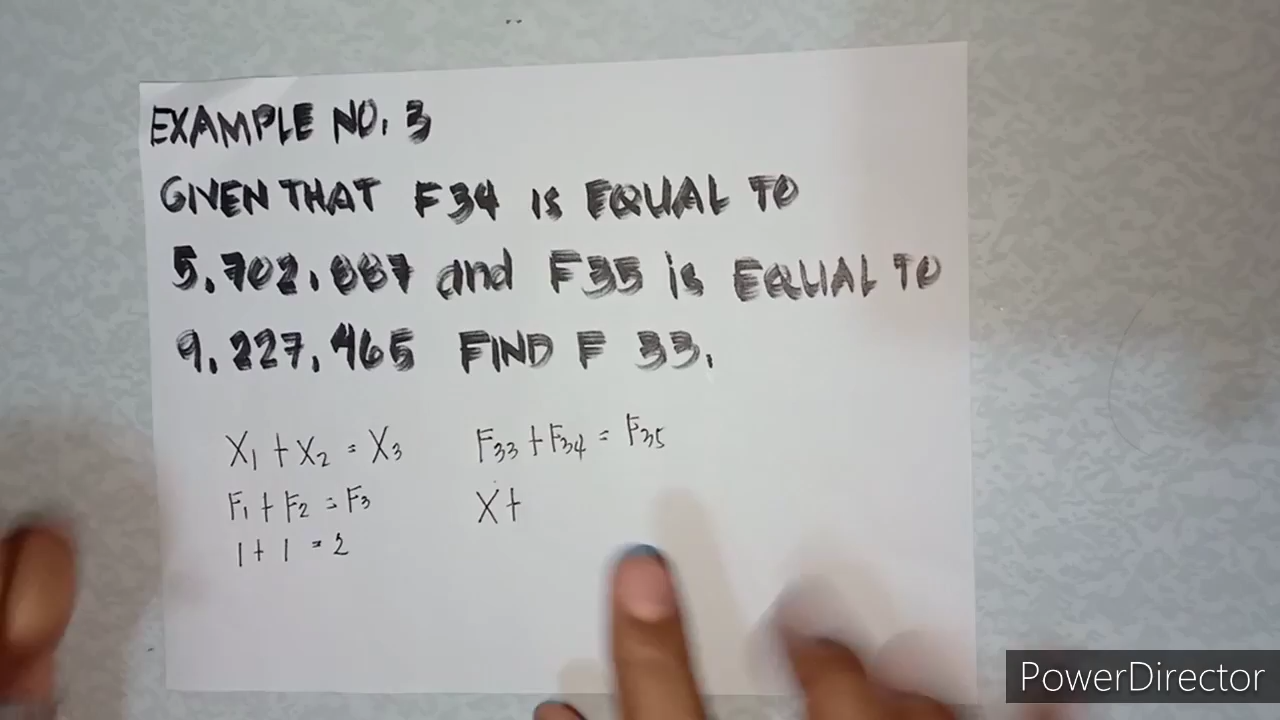 EXAMPLE NO. 3
GIVEN THAT F34 IS EQUAL TO
5,702,887 and F35 is EQUAL TO
9,227,465 FIND F 33.
X1 + X2 = X3
F1 + F2 = F3
1 + 1 = 2
F33 + F34 = F35
X +
PowerDirector